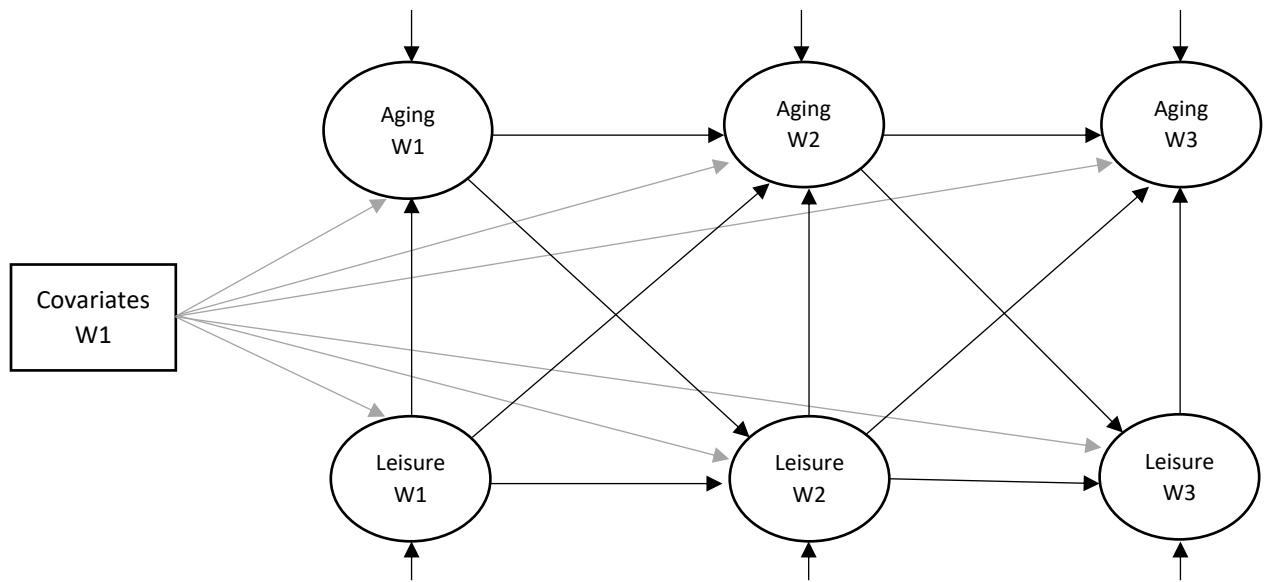 Aging
W1
Aging
W2
Aging
W3
Covariates
W1
Leisure
W1
Leisure
W2
Leisure
W3